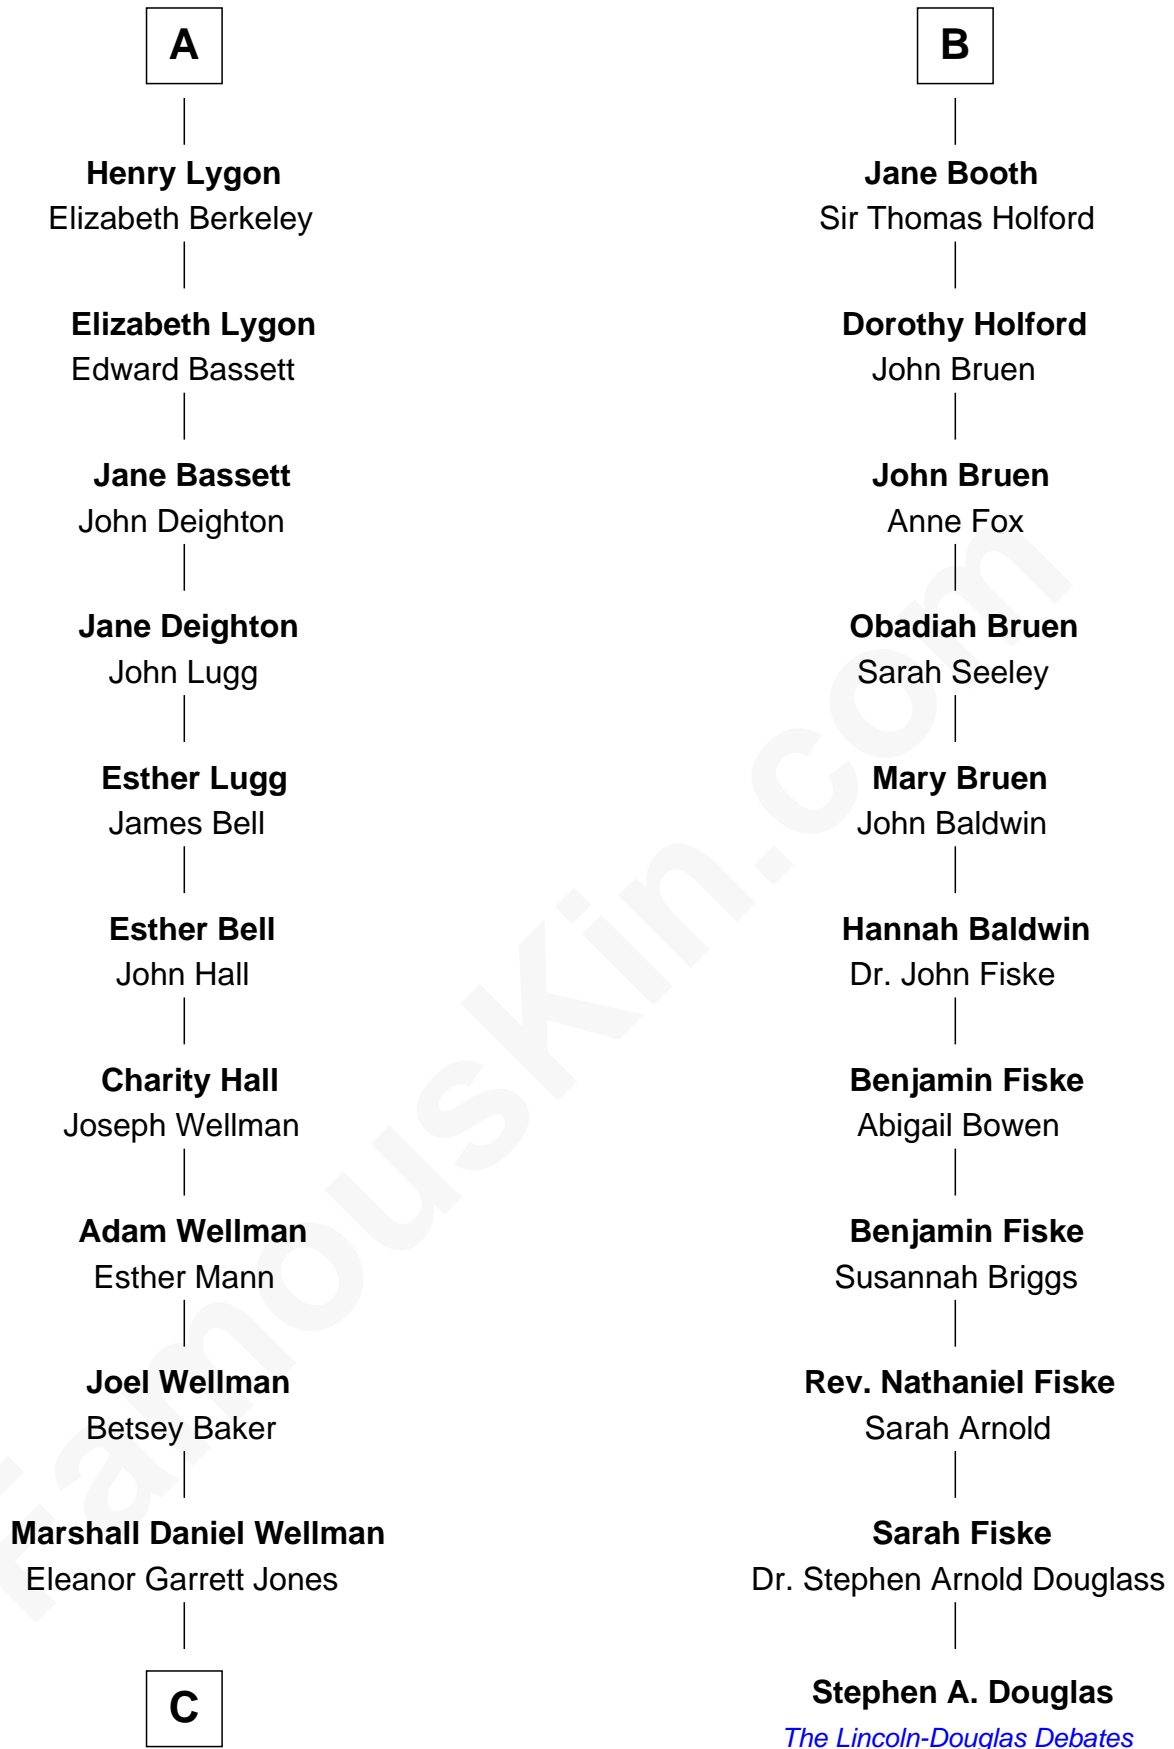 A
Henry Lygon
Elizabeth Berkeley
Elizabeth Lygon
Edward Bassett
Jane Bassett
John Deighton
Jane Deighton
John Lugg
Esther Lugg
James Bell
Esther Bell
John Hall
Charity Hall
Joseph Wellman
Adam Wellman
Esther Mann
Joel Wellman
Betsey Baker
Marshall Daniel Wellman
Eleanor Garrett Jones
C
B
Jane Booth
Sir Thomas Holford
Dorothy Holford
John Bruen
John Bruen
Anne Fox
Obadiah Bruen
Sarah Seeley
Mary Bruen
John Baldwin
Hannah Baldwin
Dr. John Fiske
Benjamin Fiske
Abigail Bowen
Benjamin Fiske
Susannah Briggs
Rev. Nathaniel Fiske
Sarah Arnold
Sarah Fiske
Dr. Stephen Arnold Douglass
Stephen A. Douglas
The Lincoln-Douglas Debates
FamousKin.com